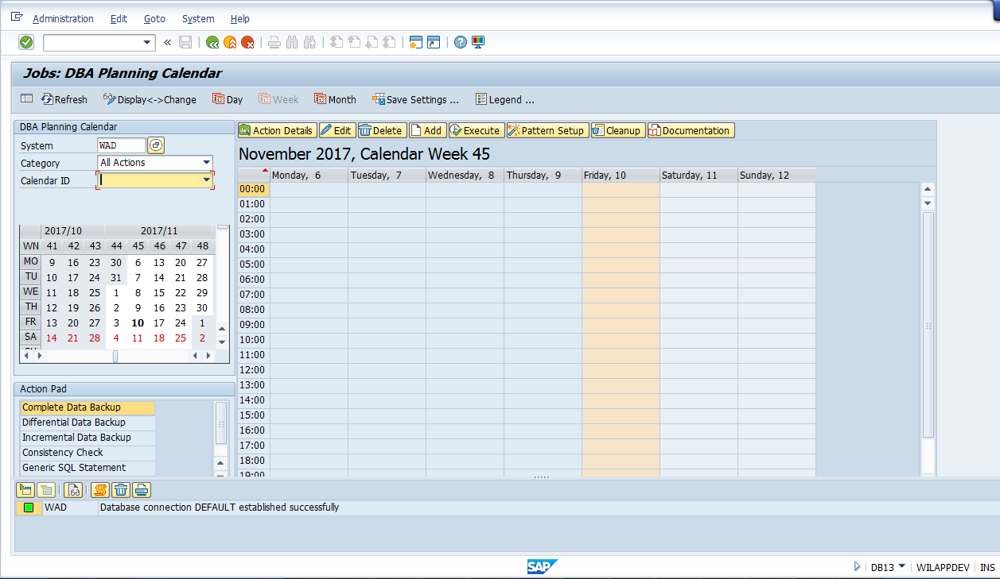 Administration Edit Goto System Help
«
Jobs: DBA Planning Calendar
Refresh Display<->Change Day Week Month Save Settings ... Legend ...
DBA Planning Calendar
System WAD
Category All Actions
Calendar ID
2017/10 2017/11
WN 41 42 43 44 45 46 47 48
MO 9 16 23 30 6 13 20 27
TU 10 17 24 31 7 14 21 28
WE 11 18 25 1 8 15 22 29
TH 12 19 26 2 9 16 23 30
FR 13 20 27 3 10 17 24 1
SA 14 21 28 4 11 18 25 2
Action Pad
Complete Data Backup
Differential Data Backup
Incremental Data Backup
Consistency Check
Generic SQL Statement
Action Details Edit Delete Add Execute Pattern Setup Cleanup Documentation
November 2017, Calendar Week 45
Monday, 6 Tuesday, 7 Wednesday, 8 Thursday, 9 Friday, 10 Saturday, 11 Sunday, 12
00:00
01:00
02:00
03:00
04:00
05:00
06:00
07:00
08:00
09:00
10:00
11:00
12:00
13:00
14:00
15:00
16:00
17:00
18:00
19:00
WAD Database connection DEFAULT established successfully
SAP
DB13 WILAPPDEV INS